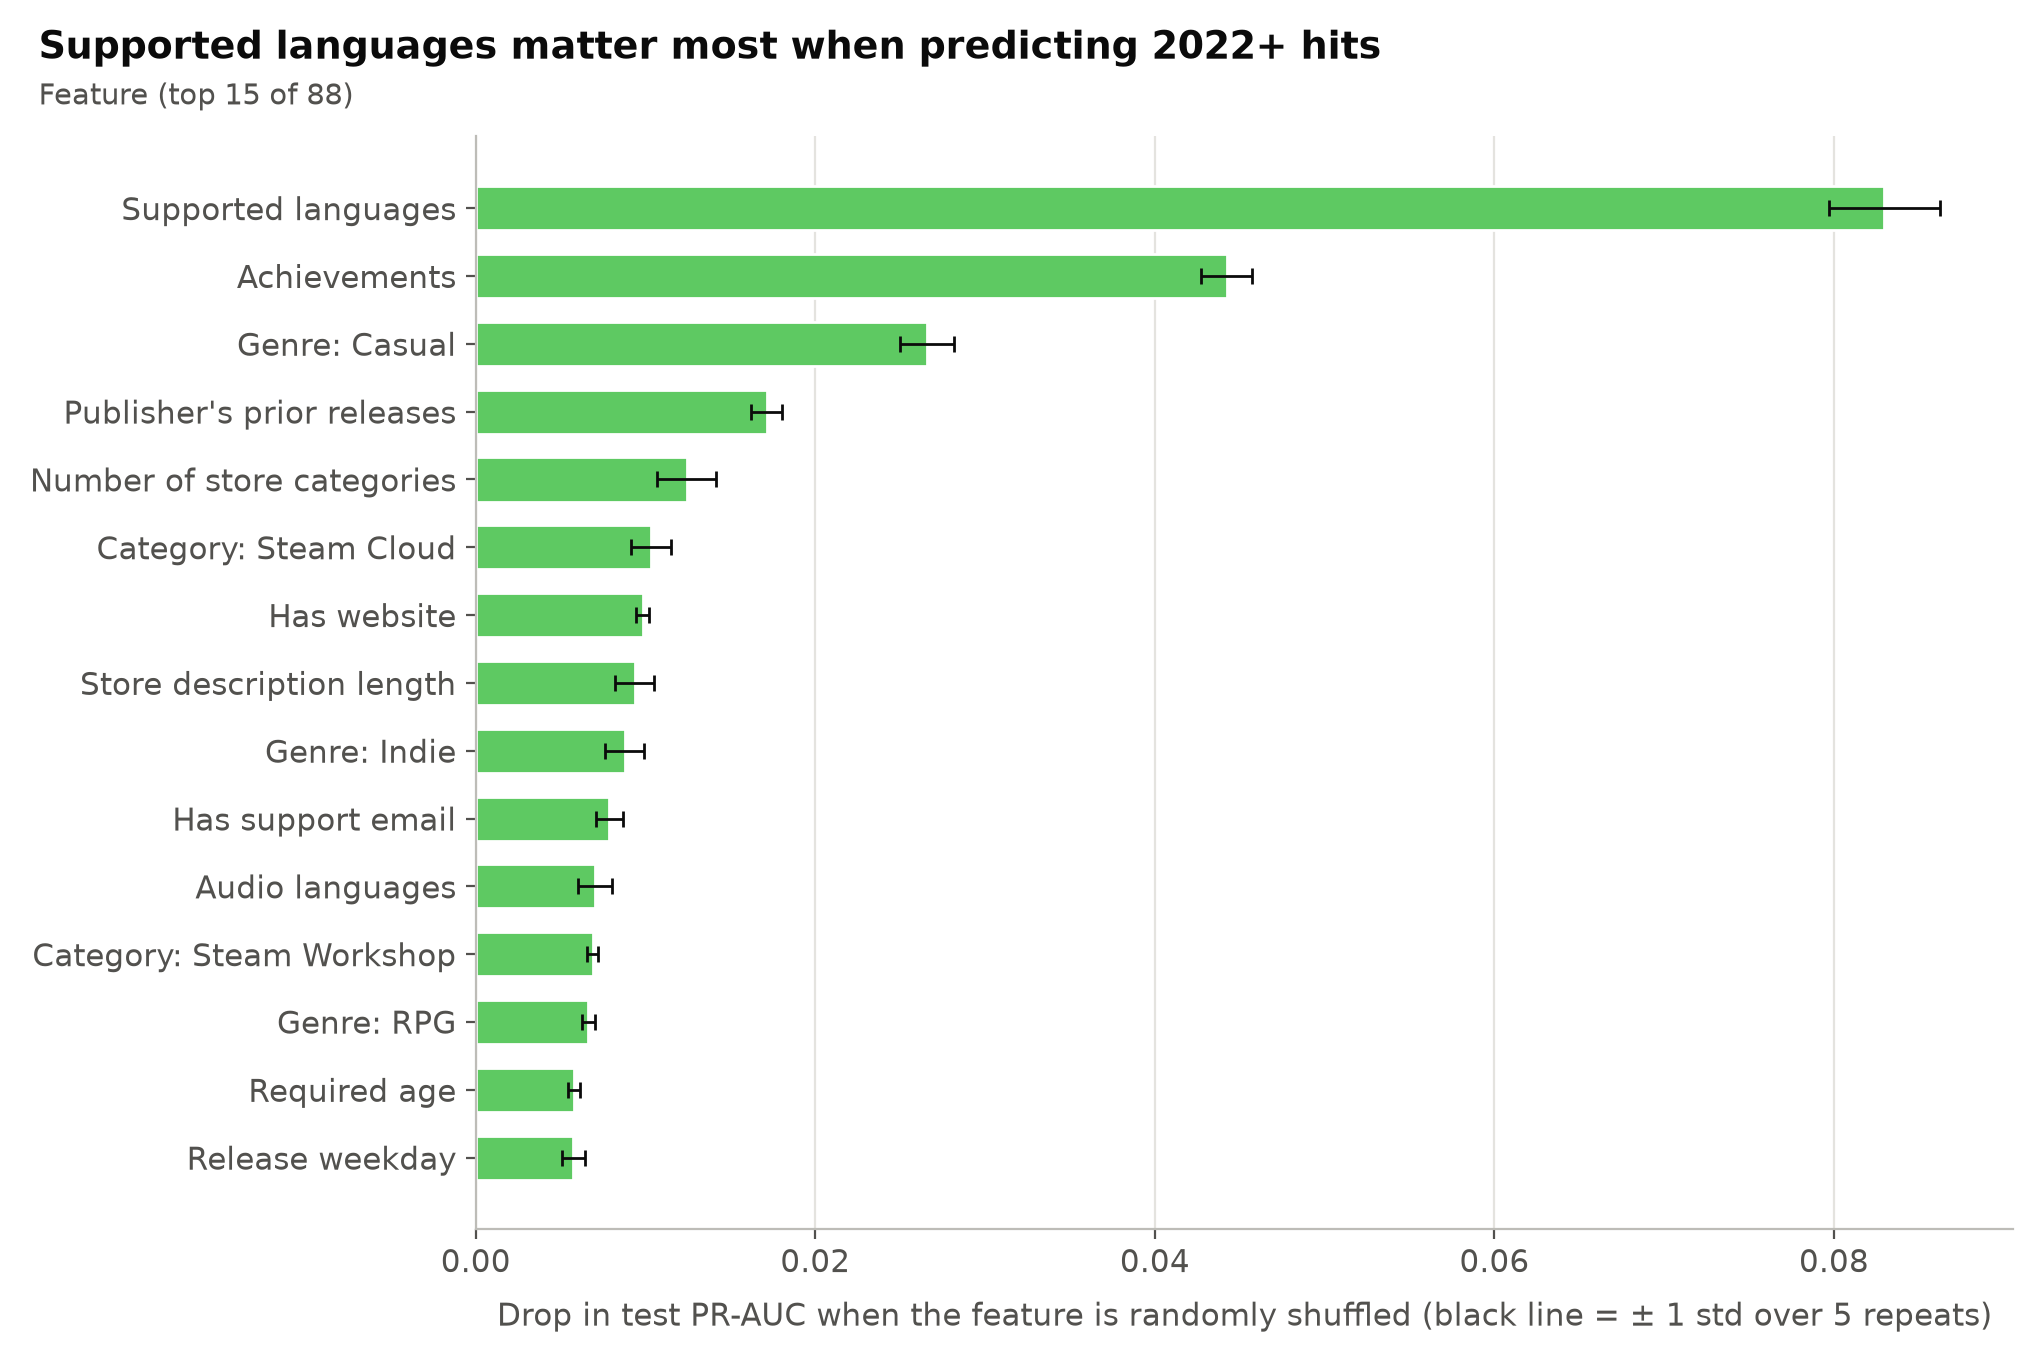 Supported languages matter most when predicting 2022+ hits
Feature (top 15 of 88)
Supported languages
Achievements
Genre: Casual
Publisher's prior releases
Number of store categories
Category: Steam Cloud
Has website
Store description length
Genre: Indie
Has support email
Audio languages
Category: Steam Workshop
Genre: RPG
Required age
Release weekday
0.00 0.02 0.04 0.06 0.08
Drop in test PR-AUC when the feature is randomly shuffled (black line = ± 1 std over 5 repeats)